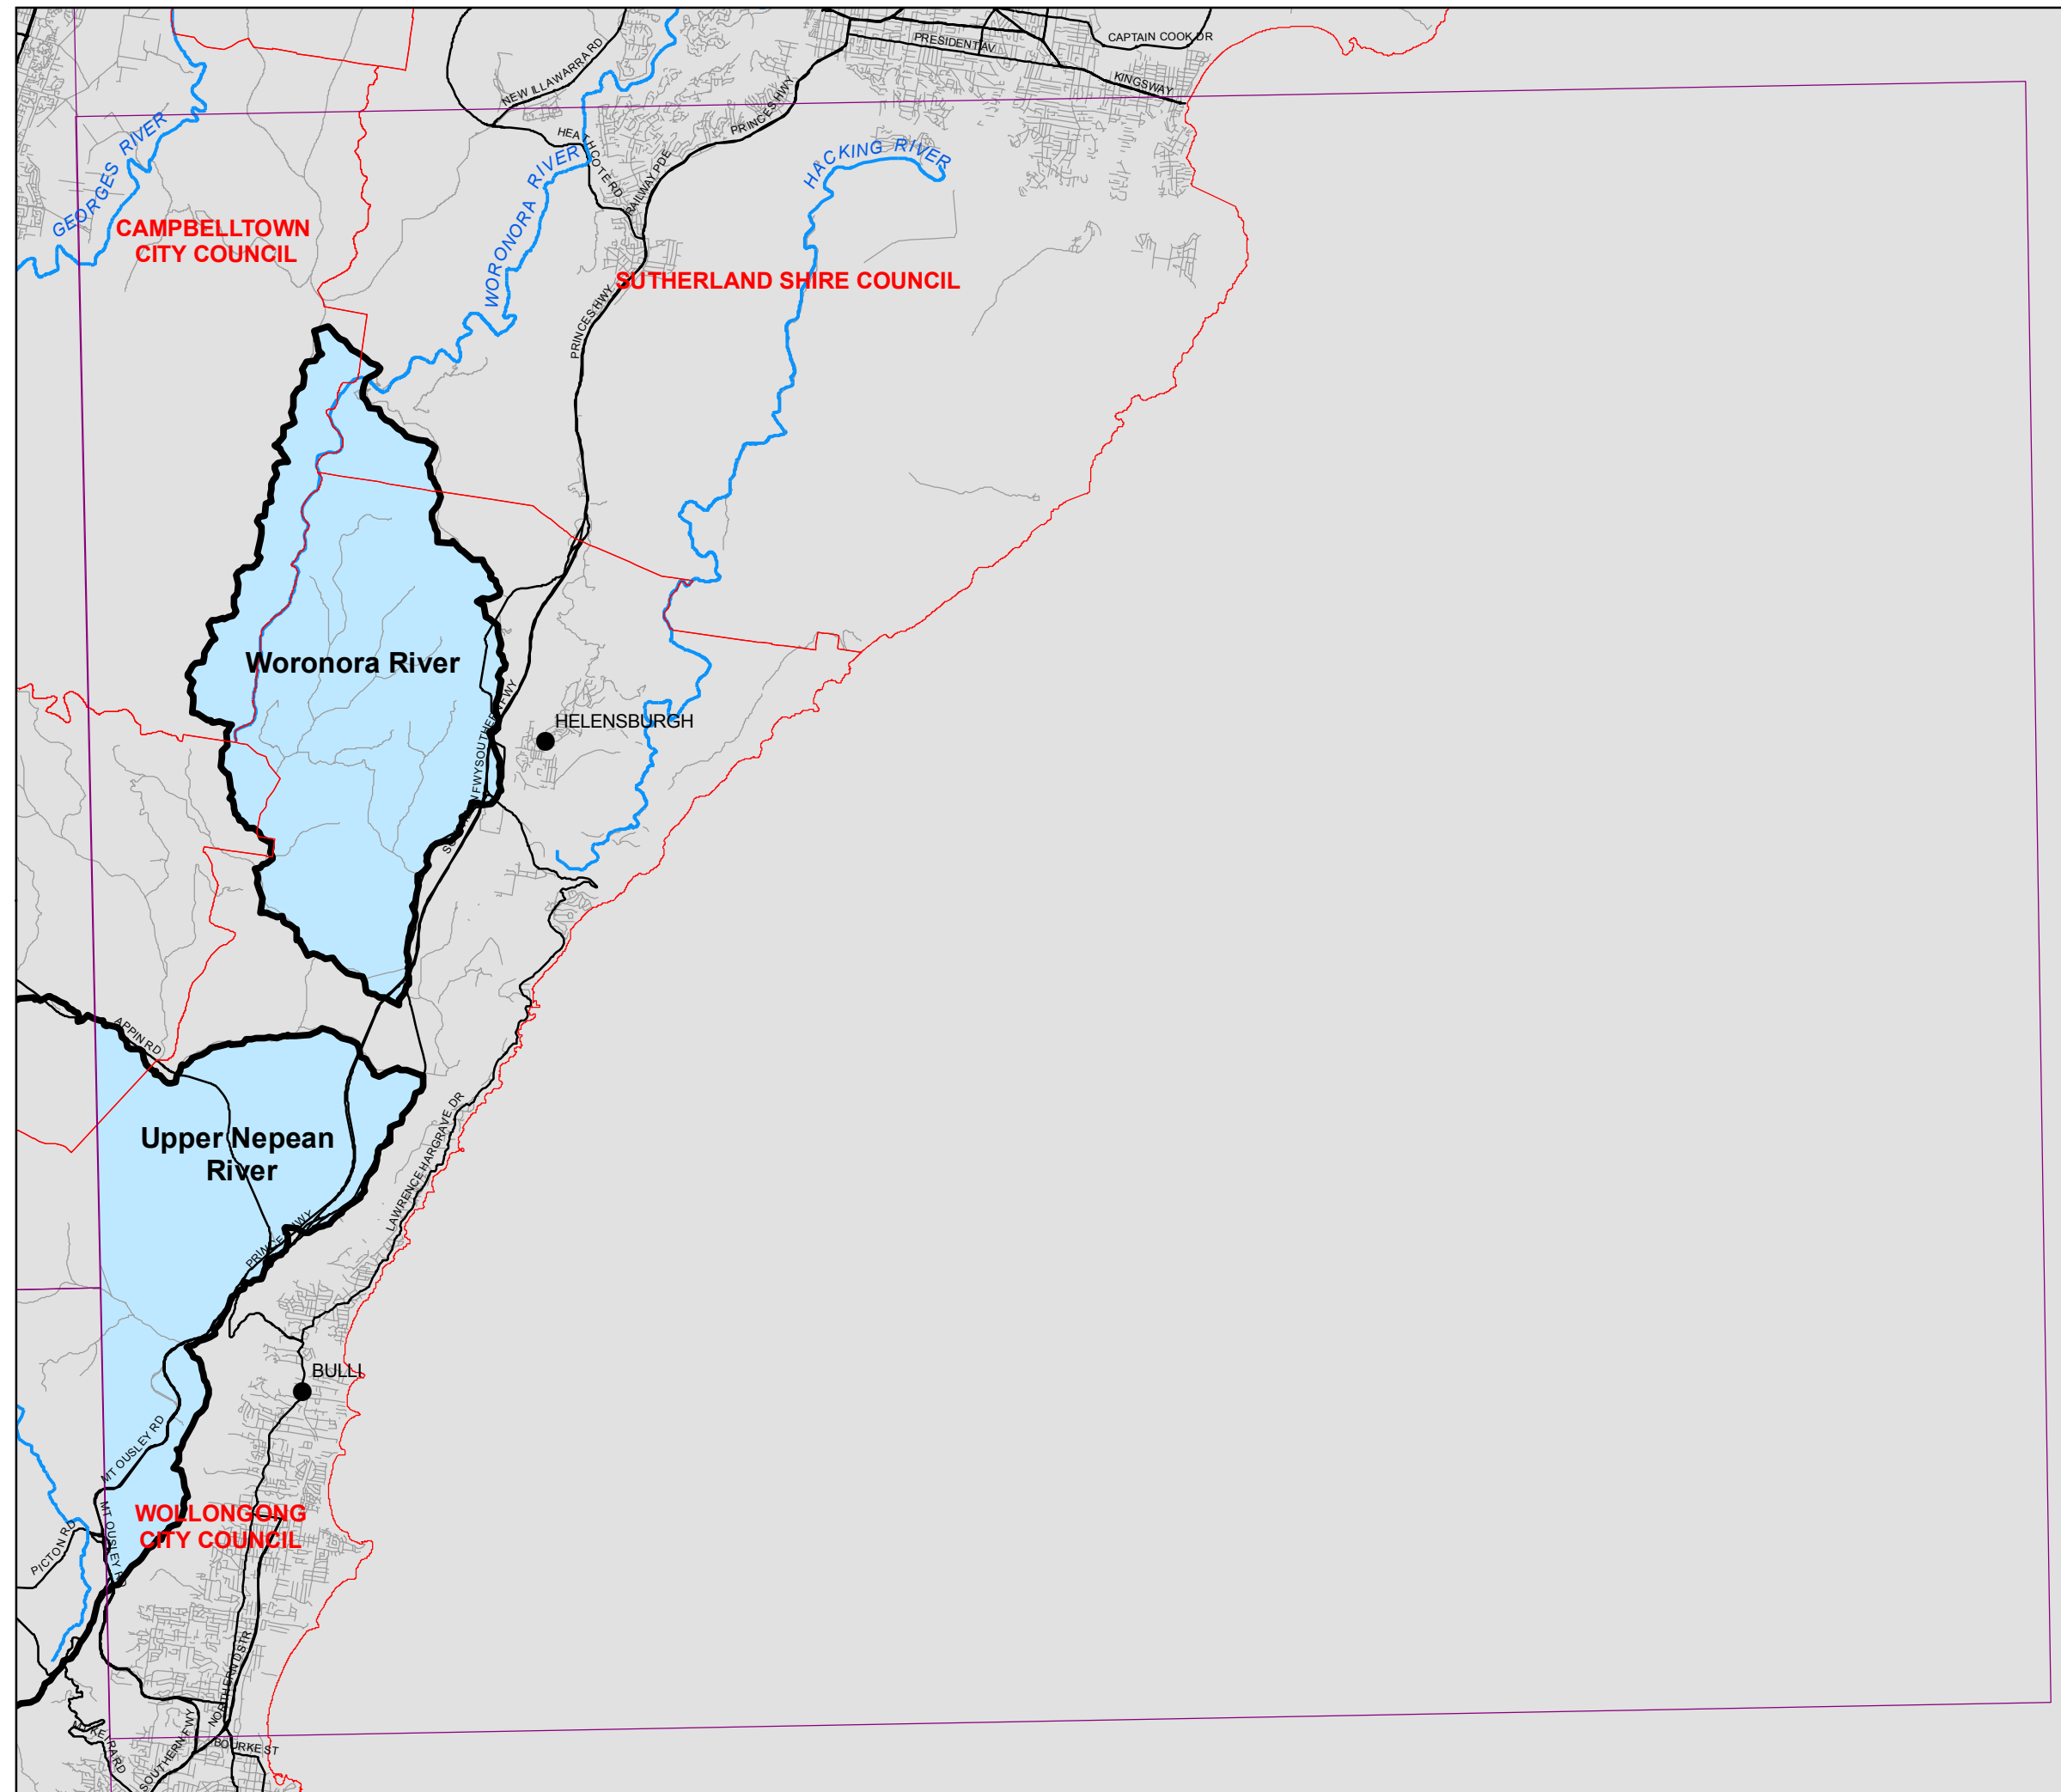 CAPTAIN COOK DR
PRESIDENT AV
KINGSWAY
NEW ILLAWARRA RD
PRINCES HWY
HEATHCOTE RD
RAILWAY PDE
GEORGES RIVER
WORONORA RIVER
HACKING RIVER
CAMPBELLTOWN
CITY COUNCIL
SUTHERLAND SHIRE COUNCIL
PRINCES HWY
Woronora River
SOUTHERN FWY
HELENSBURGH
APPIN RD
LAWRENCE HARGRAVE DR
Upper Nepean
River
BULLI
MT OUSLEY RD
WOLLONGONG
CITY COUNCIL
MT OUSLEY RD
PICTON RD
NORTHERN DSTR
SOUTHERN FWY
BOURKE ST